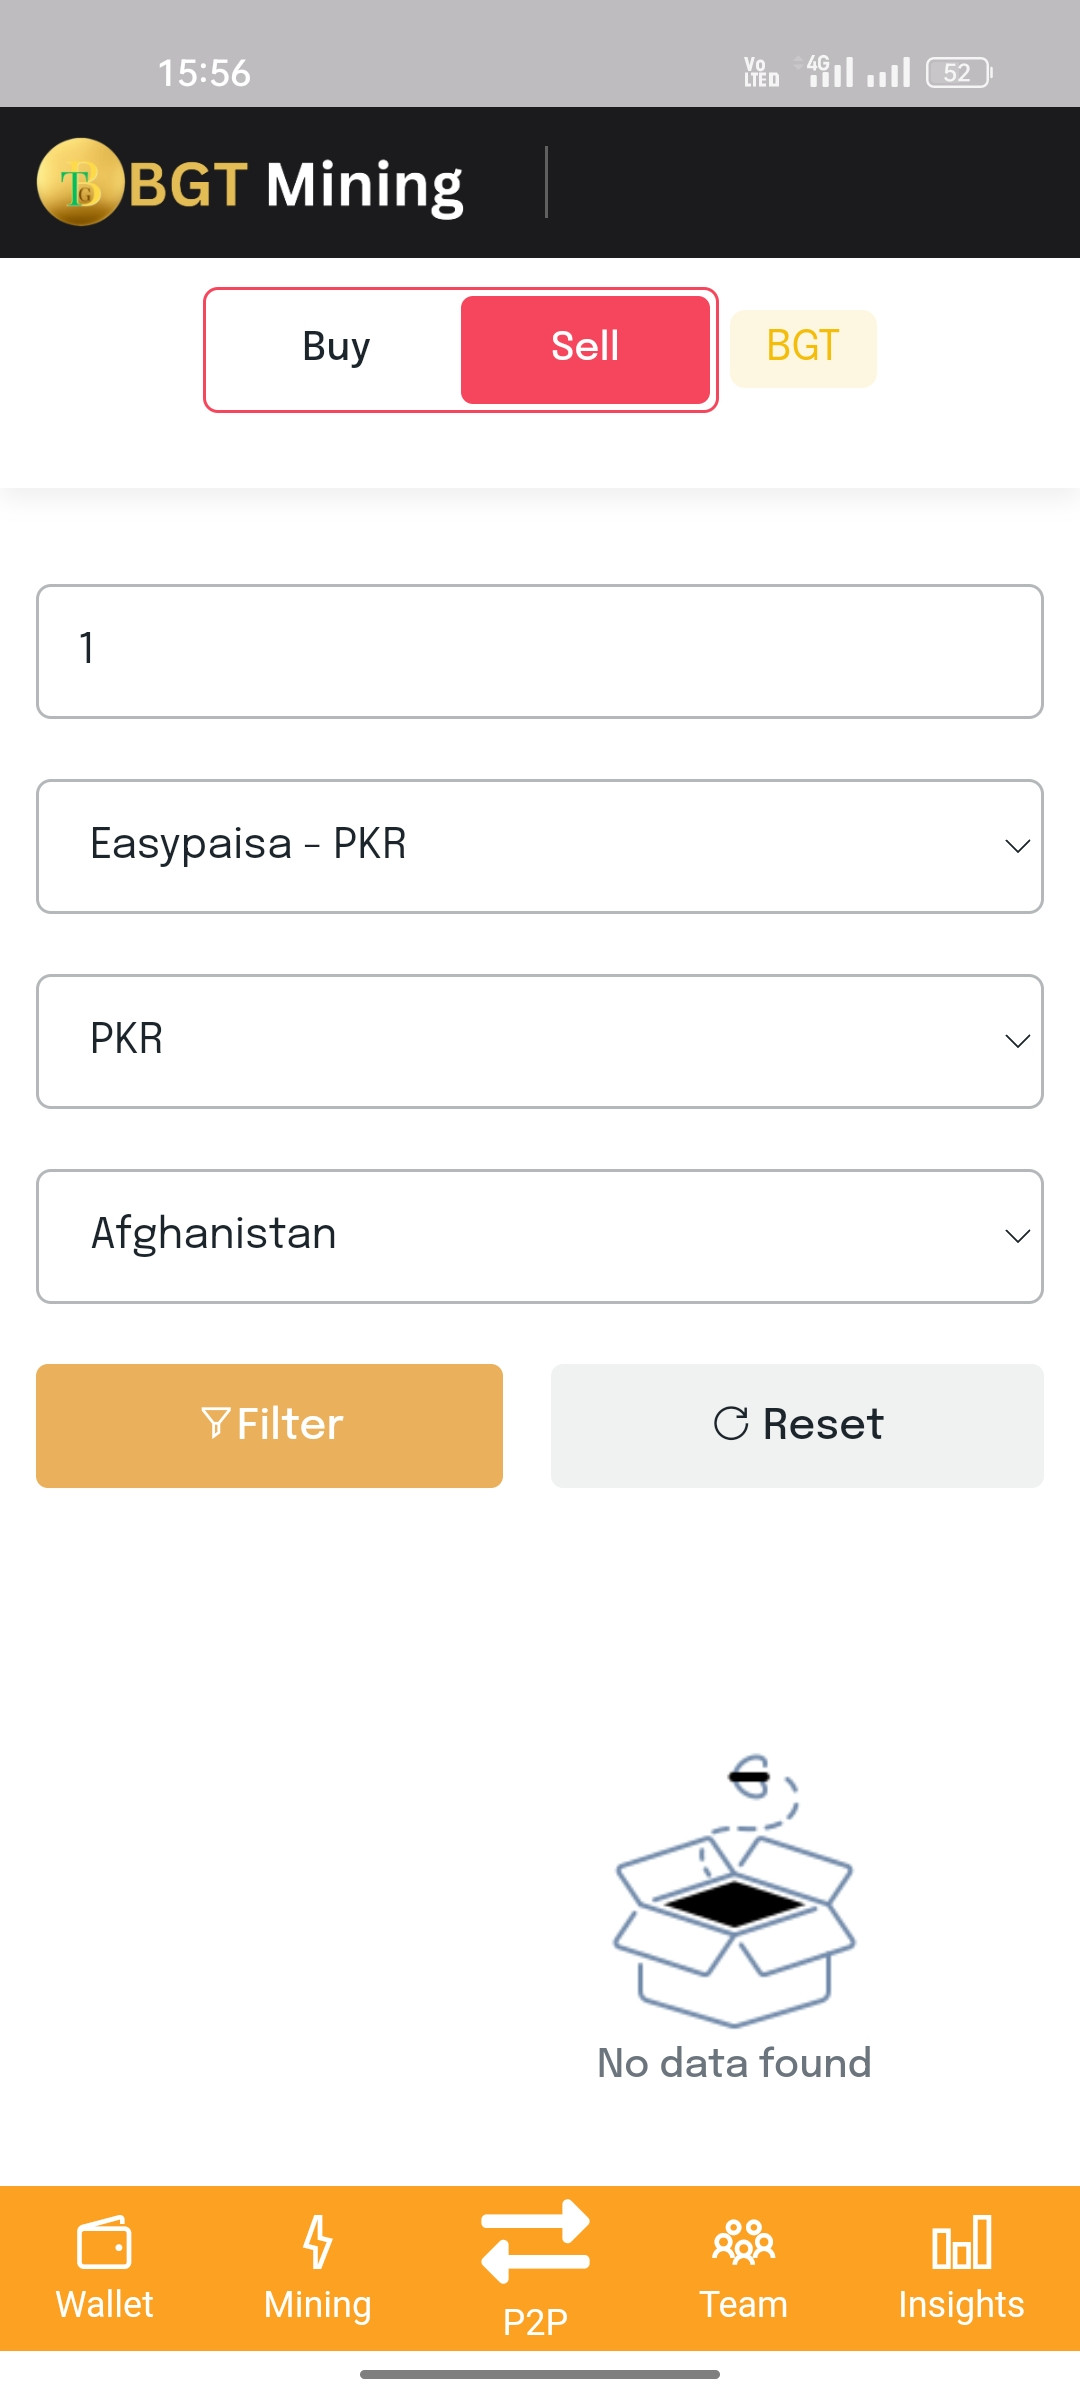 15:56 Vo LTE 4G 52
BGT Mining
Buy Sell BGT
1
Easypaisa - PKR
PKR
Afghanistan
Filter Reset
No data found
Wallet Mining P2P Team Insights